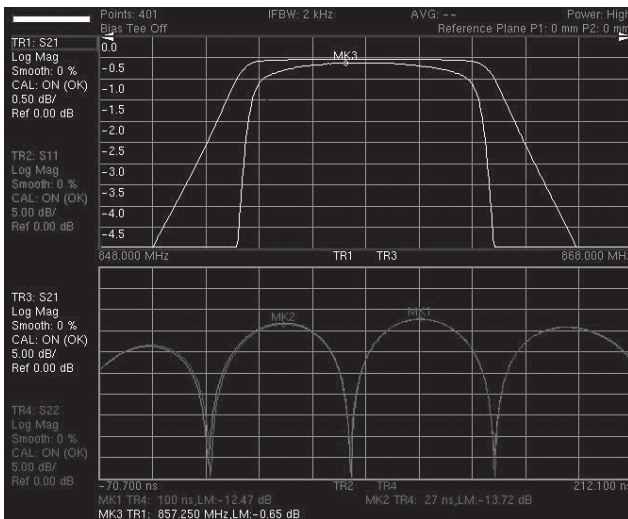 Points: 401 IFBW: 2 kHz AVG: -- Power: High
Bias Tee Off Reference Plane P1: 0 mm P2: 0 mm
TR1: S21
Log Mag
Smooth: 0 %
CAL: ON (OK)
0.50 dB/
Ref 0.00 dB
TR2: S11
Log Mag
Smooth: 0 %
CAL: ON (OK)
5.00 dB/
Ref 0.00 dB
0.0
-0.5
-1.0
-1.5
-2.0
-2.5
-3.0
-3.5
-4.0
-4.5
MK3
848.000 MHz TR1 TR3 868.000 MHz
TR3: S21
Log Mag
Smooth: 0 %
CAL: ON (OK)
5.00 dB/
Ref 0.00 dB
TR4: S22
Log Mag
Smooth: 0 %
CAL: ON (OK)
5.00 dB/
Ref 0.00 dB
MK2 MK1
-70.700 ns TR2 TR4 212.100 ns
MK1 TR4: 100 ns,LM:-12.47 dB MK2 TR4: 27 ns,LM:-13.72 dB
MK3 TR1: 857.250 MHz,LM:-0.65 dB